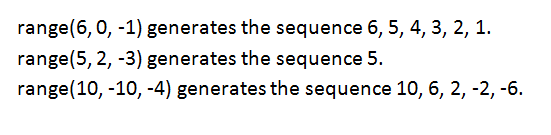 range(6, 0, -1) generates the sequence 6, 5, 4, 3, 2, 1.
range(5, 2, -3) generates the sequence 5.
range(10, -10, -4) generates the sequence 10, 6, 2, -2, -6.